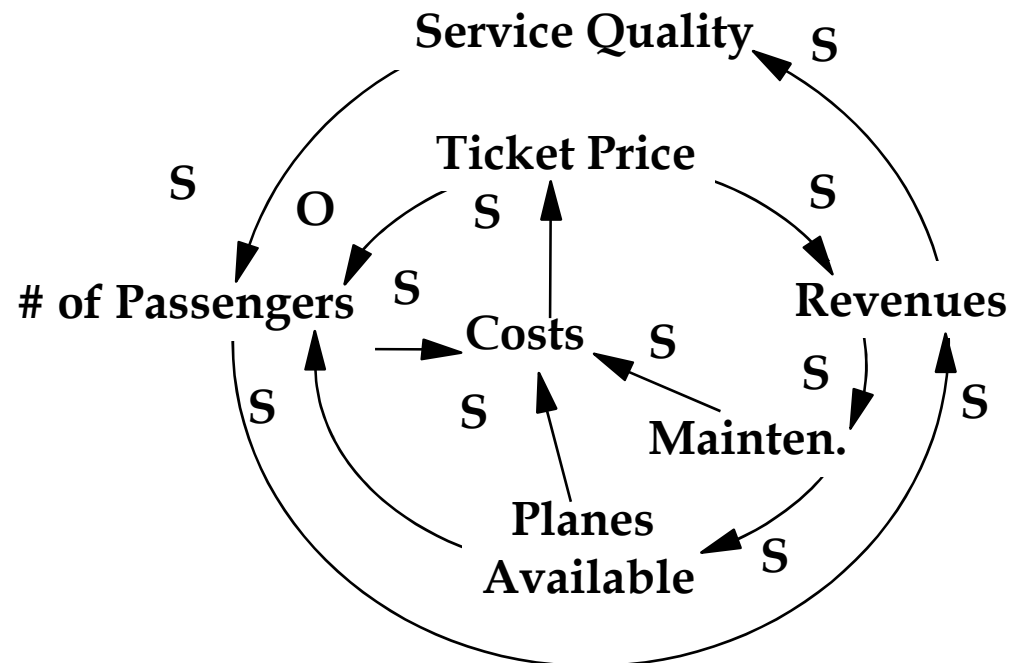 Service Quality
S
Ticket Price
S
O
S
S
# of Passengers
S
Revenues
Costs
S
S
S
S
S
Mainten.
Planes
Available
S